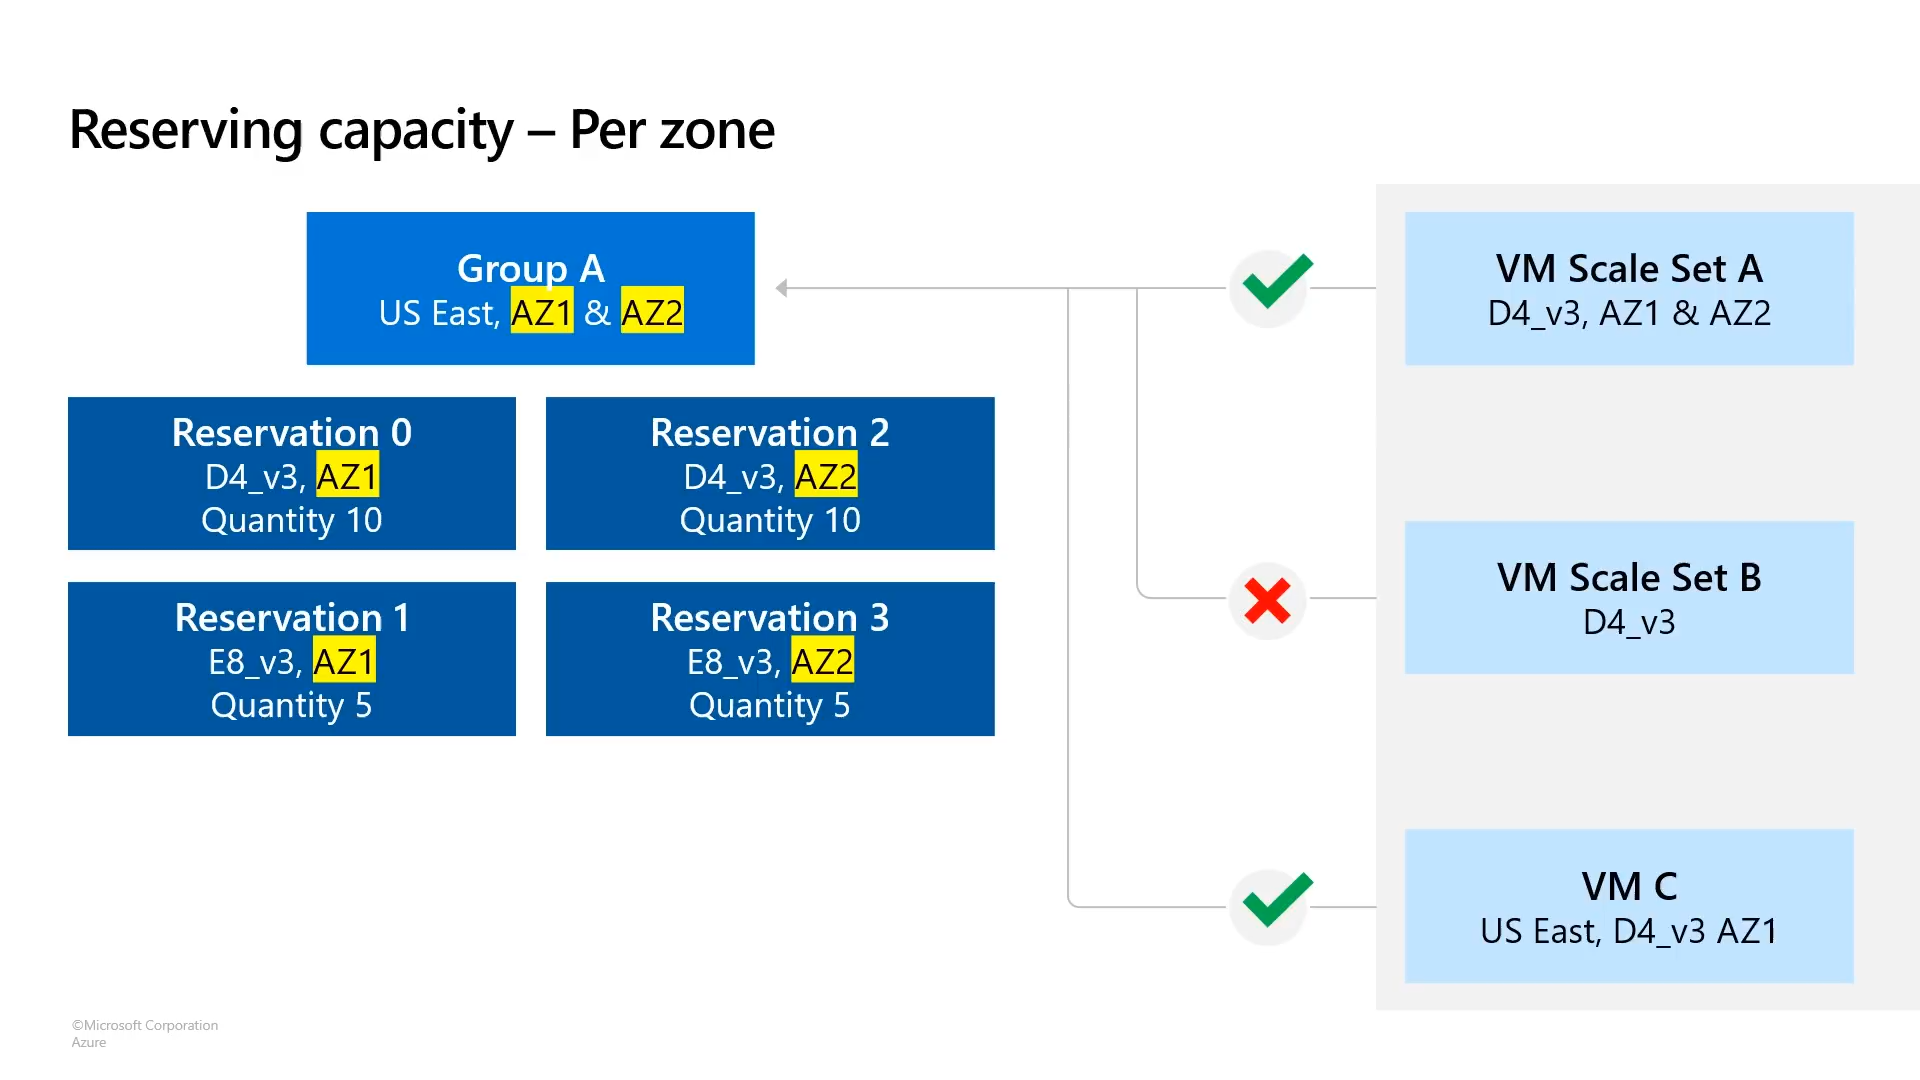 Reserving capacity – Per zone
Group A
US East, AZ1 & AZ2
Reservation 0
D4_v3, AZ1
Quantity 10
Reservation 2
D4_v3, AZ2
Quantity 10
Reservation 1
E8_v3, AZ1
Quantity 5
Reservation 3
E8_v3, AZ2
Quantity 5
VM Scale Set A
D4_v3, AZ1 & AZ2
VM Scale Set B
D4_v3
VM C
US East, D4_v3 AZ1
©Microsoft Corporation
Azure